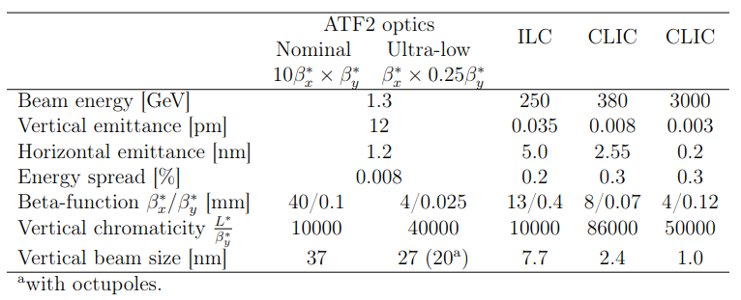 ATF2 optics
Nominal Ultra-low ILC CLIC CLIC
10β*ₓ × β*ᵧ β*ₓ × 0.25β*ᵧ
Beam energy [GeV] 1.3 250 380 3000
Vertical emittance [pm] 12 0.035 0.008 0.003
Horizontal emittance [nm] 1.2 5.0 2.55 0.2
Energy spread [%] 0.008 0.2 0.3 0.3
Beta-function β*ₓ/β*ᵧ [mm] 40/0.1 4/0.025 13/0.4 8/0.07 4/0.12
Vertical chromaticity L*/β*ᵧ 10000 40000 10000 86000 50000
Vertical beam size [nm] 37 27 (20ᵃ) 7.7 2.4 1.0
ᵃwith octupoles.